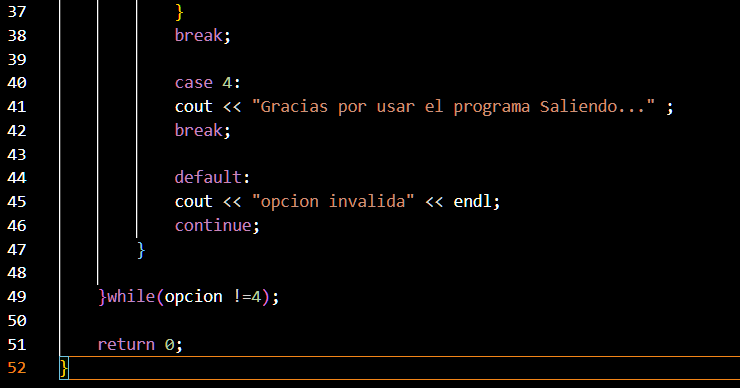 37 }
38 break;
39
40 case 4:
41 cout << "Gracias por usar el programa Saliendo..." ;
42 break;
43
44 default:
45 cout << "opcion invalida" << endl;
46 continue;
47 }
48
49 }while(opcion !=4);
50
51 return 0;
52 }